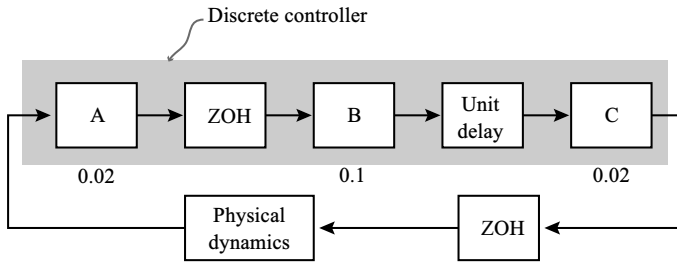 Discrete controller
A
ZOH
B
Unit
delay
C
0.02
0.1
0.02
Physical
dynamics
ZOH